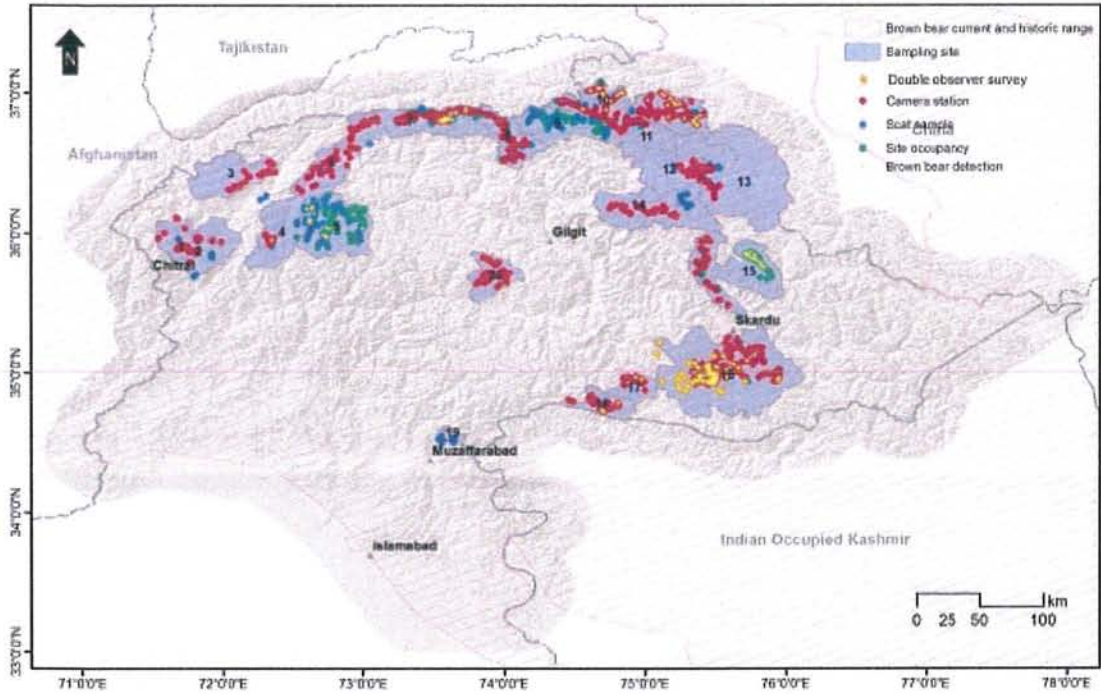 Tajikistan
N
Brown bear current and historic range
Sampling site
Double observer survey
Camera station
Scat sample
China
Site occupancy
Brown bear detection
Afghanistan
37°0'0"N
36°0'0"N
35°0'0"N
34°0'0"N
33°0'0"N
11
3
12
13
14
4
5
2
Gilgit
Chitral
15
Skardu
16
17
18
19
Muzaffarabad
Islamabad
Indian Occupied Kashmir
km
0 25 50 100
71°0'0"E 72°0'0"E 73°0'0"E 74°0'0"E 75°0'0"E 76°0'0"E 77°0'0"E 78°0'0"E